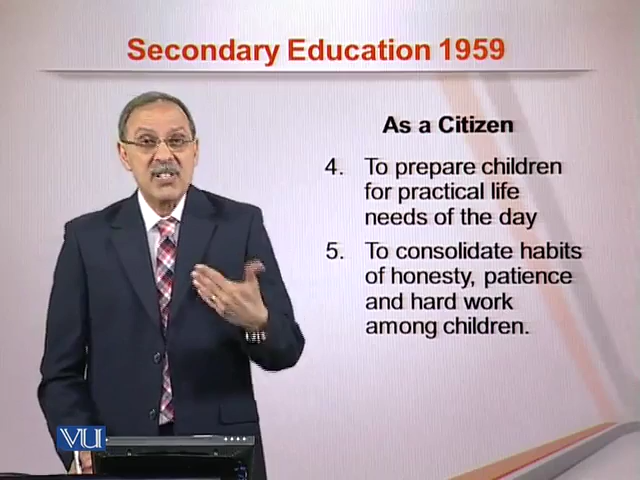 Secondary Education 1959
As a Citizen
4. To prepare children
for practical life
needs of the day
5. To consolidate habits
of honesty, patience
and hard work
among children.
VU